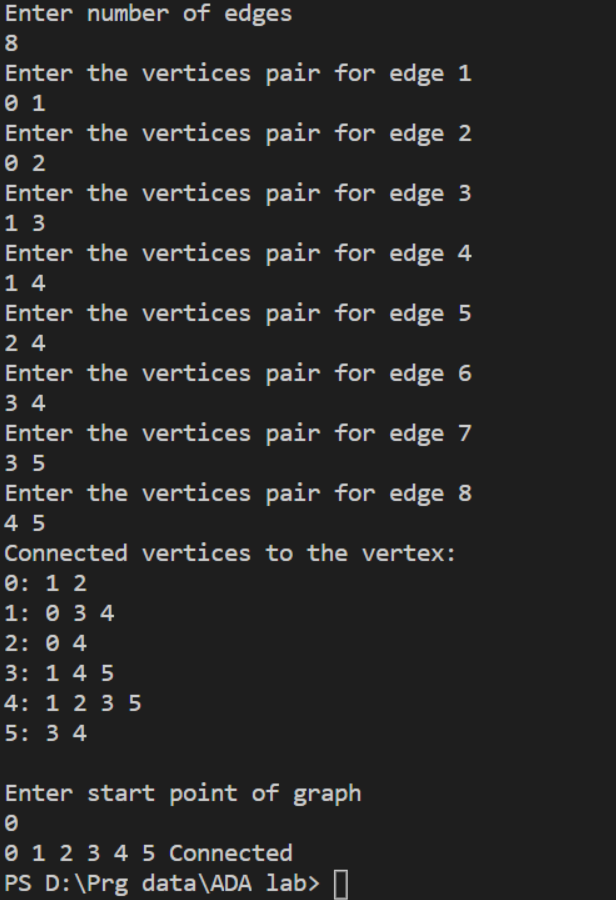 Enter number of edges
8
Enter the vertices pair for edge 1
0 1
Enter the vertices pair for edge 2
0 2
Enter the vertices pair for edge 3
1 3
Enter the vertices pair for edge 4
1 4
Enter the vertices pair for edge 5
2 4
Enter the vertices pair for edge 6
3 4
Enter the vertices pair for edge 7
3 5
Enter the vertices pair for edge 8
4 5
Connected vertices to the vertex:
0: 1 2
1: 0 3 4
2: 0 4
3: 1 4 5
4: 1 2 3 5
5: 3 4
Enter start point of graph
0
0 1 2 3 4 5 Connected
PS D:\Prg data\ADA lab>